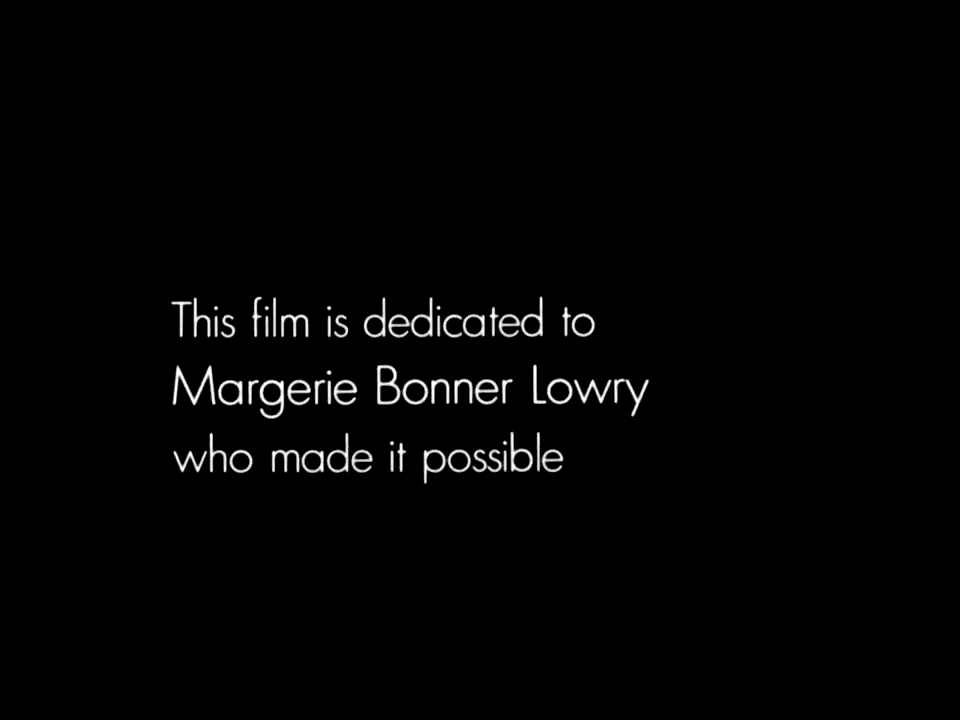 This film is dedicated to
Margerie Bonner Lowry
who made it possible